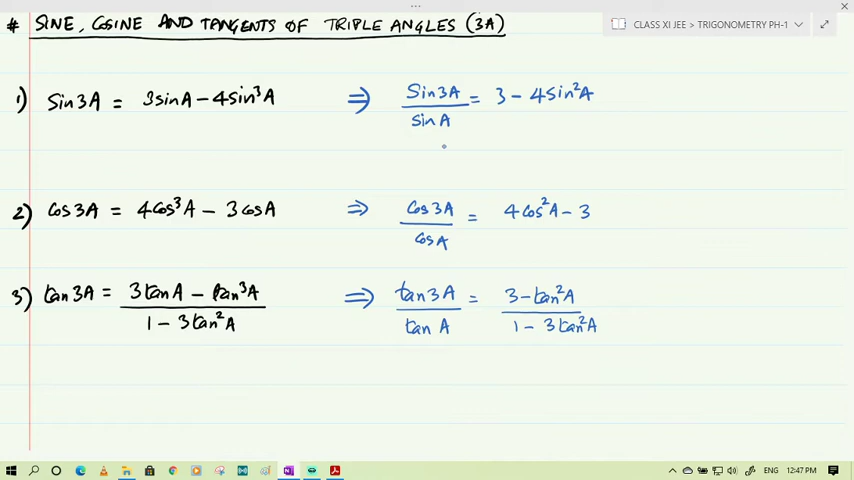 # SINE, COSINE AND TANGENTS OF TRIPLE ANGLES (3A)
CLASS XI JEE > TRIGONOMETRY PH-1
1) Sin3A = 3sinA − 4sin³A ⇒ Sin3A / sinA = 3 − 4sin²A
2) Cos3A = 4cos³A − 3cosA ⇒ Cos3A / cosA = 4cos²A − 3
3) tan3A = 3tanA − tan³A / 1 − 3tan²A ⇒ tan3A / tanA = 3 − tan²A / 1 − 3tan²A
ENG 12:47 PM